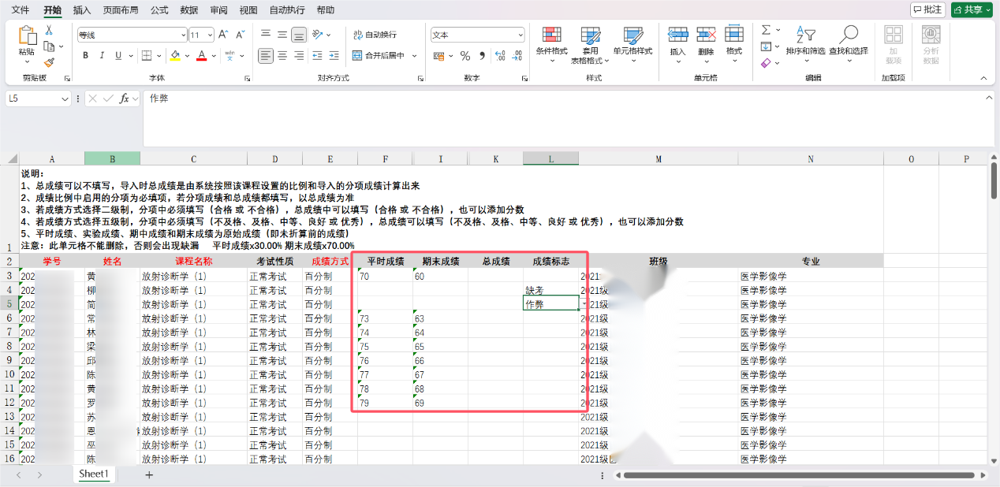 文件 开始 插入 页面布局 公式 数据 审阅 视图 自动执行 帮助 批注 共享
等线 11 A A 自动换行 文本
粘贴 B I U A 合并后居中 % 条件格式 套用 表格格式 单元格样式 插入 删除 格式 排序和筛选 查找和选择 加 载项 分析 数据
剪贴板 字体 对齐方式 数字 样式 单元格 编辑 加载项
L5 fx 作弊
A B C D E F I K L M N O P
说明：
1、总成绩可以不填写，导入时总成绩是由系统按照该课程设置的比例和导入的分项成绩计算出来
2、成绩比例中启用的分项为必填项，若分项成绩和总成绩都填写，以总成绩为准
3、若成绩方式选择二级制，分项中必须填写（合格 或 不合格），总成绩中可以填写（合格 或 不合格），也可以添加分数
4、若成绩方式选择五级制，分项中必须填写（不及格、及格、中等、良好 或 优秀），总成绩可以填写（不及格、及格、中等、良好 或 优秀），也可以添加分数
5、平时成绩、实验成绩、期中成绩和期末成绩为原始成绩（即未折算前的成绩）
1 注意：此单元格不能删除，否则会出现缺漏 平时成绩x30.00% 期末成绩x70.00%
2 学号 姓名 课程名称 考试性质 成绩方式 平时成绩 期末成绩 总成绩 成绩标志 班级 专业
3 202 黄 放射诊断学（1） 正常考试 百分制 70 60 2021 医学影像学
4 202 柳 放射诊断学（1） 正常考试 百分制 缺考 2021级 医学影像学
5 202 简 放射诊断学（1） 正常考试 百分制 作弊 21级 医学影像学
6 202 常 放射诊断学（1） 正常考试 百分制 73 63 2021级 医学影像学
7 202 林 放射诊断学（1） 正常考试 百分制 74 64 2021级 医学影像学
8 202 梁 放射诊断学（1） 正常考试 百分制 75 65 2021级 医学影像学
9 202 邱 放射诊断学（1） 正常考试 百分制 76 66 2021级 医学影像学
10 202 陈 放射诊断学（1） 正常考试 百分制 77 67 2021级 医学影像学
11 202 黄 放射诊断学（1） 正常考试 百分制 78 68 2021级 医学影像学
12 202 罗 放射诊断学（1） 正常考试 百分制 79 69 2021级 医学影像学
13 202 苏 放射诊断学（1） 正常考试 百分制 2021级 医学影像学
14 202 恩 放射诊断学（1） 正常考试 百分制 2021级 医学影像学
15 202 巫 放射诊断学（1） 正常考试 百分制 2021级 医学影像学
16 202 陈 放射诊断学（1） 正常考试 百分制 2021级 医学影像学
Sheet1